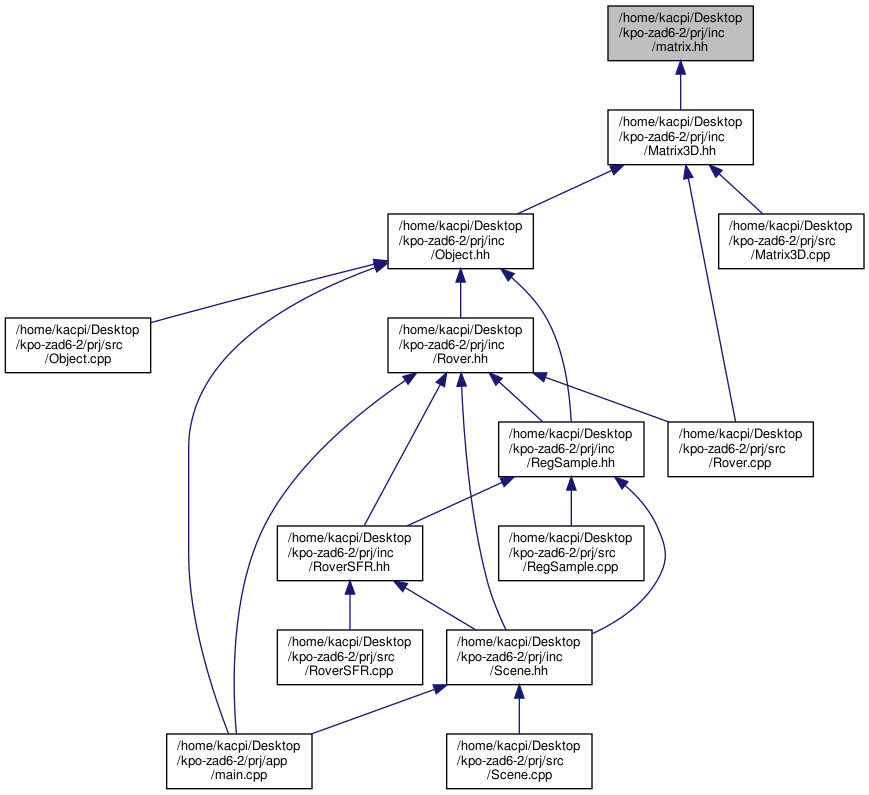 /home/kacpi/Desktop
/kpo-zad6-2/prj/inc
/matrix.hh
/home/kacpi/Desktop
/kpo-zad6-2/prj/inc
/Matrix3D.hh
/home/kacpi/Desktop
/kpo-zad6-2/prj/inc
/Object.hh
/home/kacpi/Desktop
/kpo-zad6-2/prj/src
/Matrix3D.cpp
/home/kacpi/Desktop
/kpo-zad6-2/prj/src
/Object.cpp
/home/kacpi/Desktop
/kpo-zad6-2/prj/inc
/Rover.hh
/home/kacpi/Desktop
/kpo-zad6-2/prj/inc
/RegSample.hh
/home/kacpi/Desktop
/kpo-zad6-2/prj/src
/Rover.cpp
/home/kacpi/Desktop
/kpo-zad6-2/prj/inc
/RoverSFR.hh
/home/kacpi/Desktop
/kpo-zad6-2/prj/src
/RegSample.cpp
/home/kacpi/Desktop
/kpo-zad6-2/prj/src
/RoverSFR.cpp
/home/kacpi/Desktop
/kpo-zad6-2/prj/inc
/Scene.hh
/home/kacpi/Desktop
/kpo-zad6-2/prj/app
/main.cpp
/home/kacpi/Desktop
/kpo-zad6-2/prj/src
/Scene.cpp